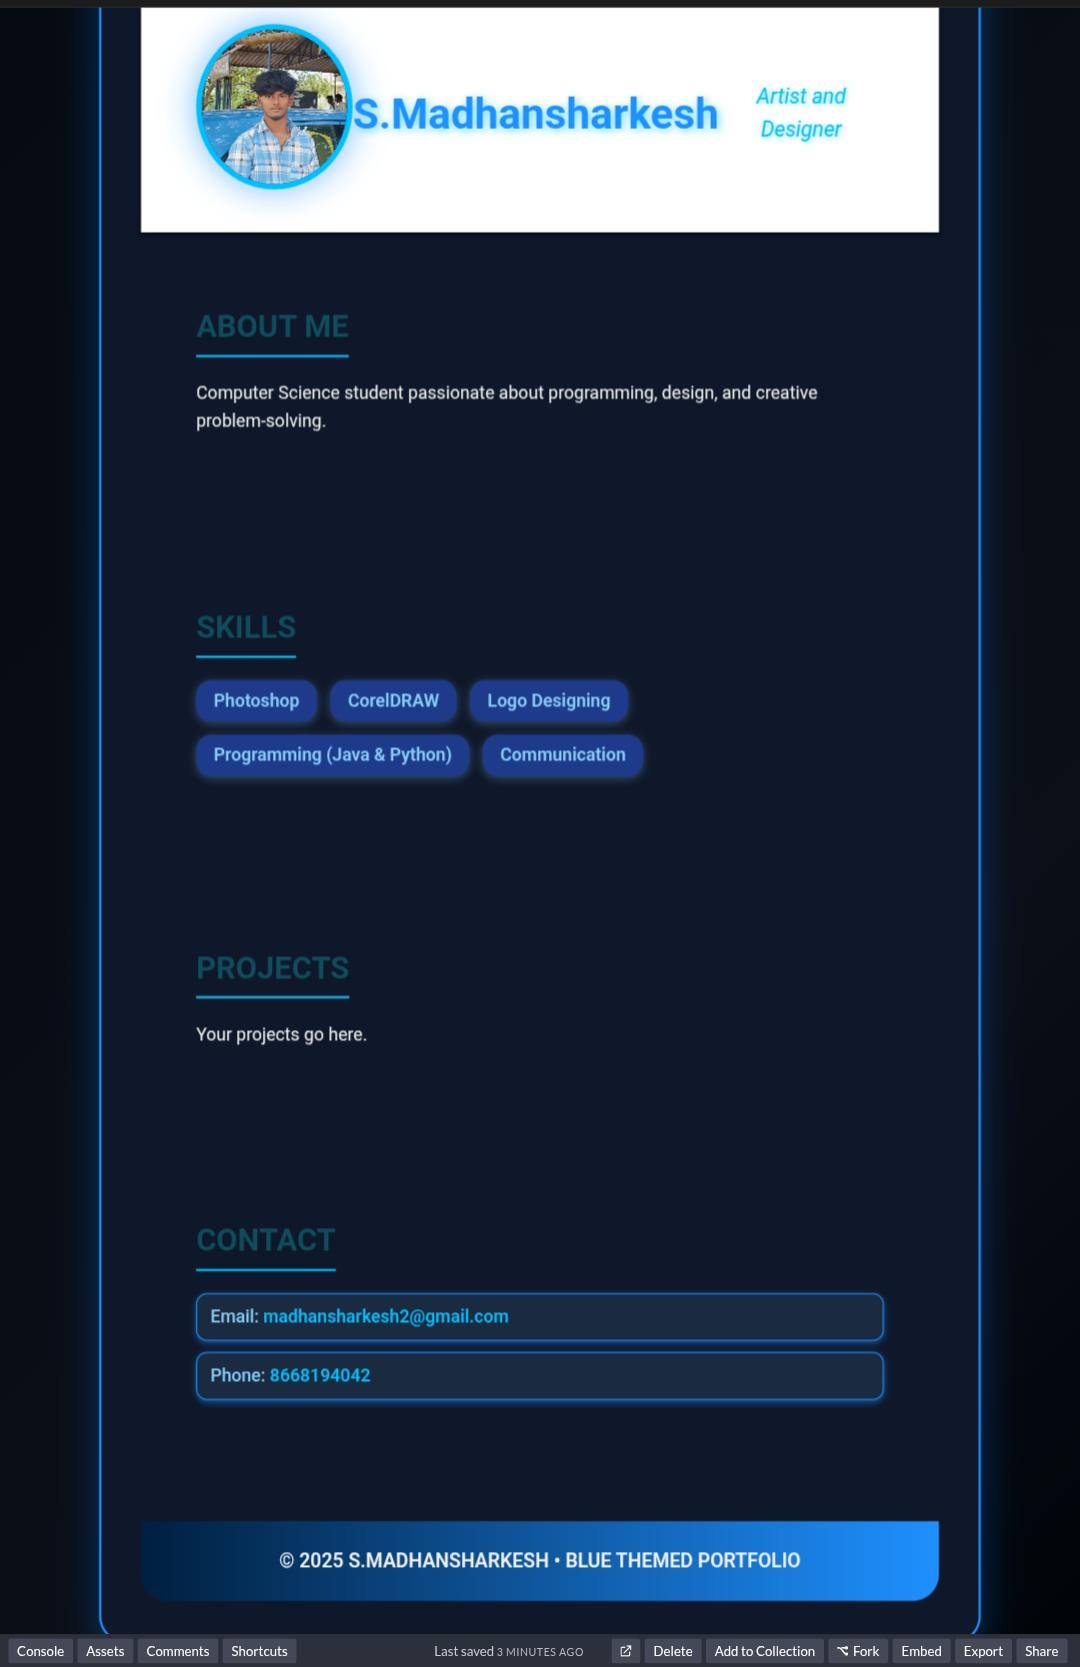 S.Madhansharkesh
Artist and
Designer
ABOUT ME
Computer Science student passionate about programming, design, and creative
problem-solving.
SKILLS
Photoshop CorelDRAW Logo Designing
Programming (Java & Python) Communication
PROJECTS
Your projects go here.
CONTACT
Email: madhansharkesh2@gmail.com
Phone: 8668194042
© 2025 S.MADHANSHARKESH • BLUE THEMED PORTFOLIO
Console Assets Comments Shortcuts Last saved 3 MINUTES AGO Delete Add to Collection Fork Embed Export Share